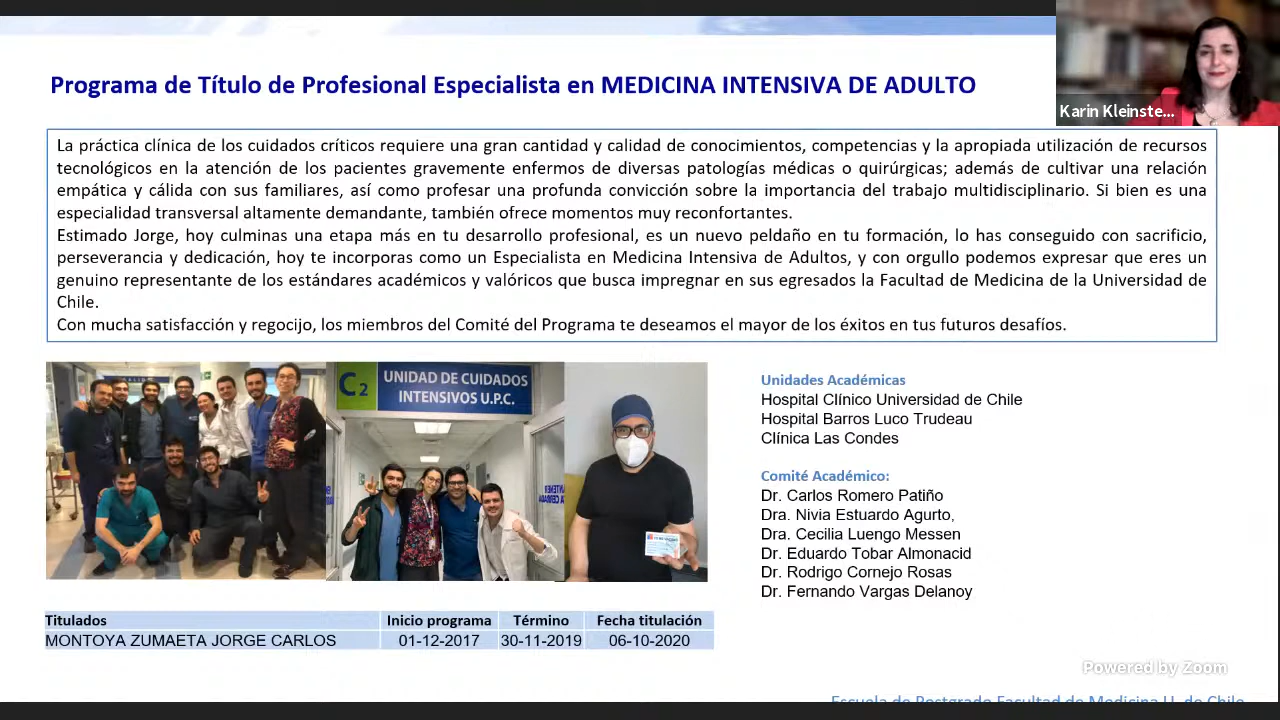 Programa de Título de Profesional Especialista en MEDICINA INTENSIVA DE ADULTO
Karin Kleinste...
La práctica clínica de los cuidados críticos requiere una gran cantidad y calidad de conocimientos, competencias y la apropiada utilización de recursos
tecnológicos en la atención de los pacientes gravemente enfermos de diversas patologías médicas o quirúrgicas; además de cultivar una relación
empática y cálida con sus familiares, así como profesar una profunda convicción sobre la importancia del trabajo multidisciplinario. Si bien es una
especialidad transversal altamente demandante, también ofrece momentos muy reconfortantes.
Estimado Jorge, hoy culminas una etapa más en tu desarrollo profesional, es un nuevo peldaño en tu formación, lo has conseguido con sacrificio,
perseverancia y dedicación, hoy te incorporas como un Especialista en Medicina Intensiva de Adultos, y con orgullo podemos expresar que eres un
genuino representante de los estándares académicos y valóricos que busca impregnar en sus egresados la Facultad de Medicina de la Universidad de
Chile.
Con mucha satisfacción y regocijo, los miembros del Comité del Programa te deseamos el mayor de los éxitos en tus futuros desafíos.
C2 UNIDAD DE CUIDADOS
INTENSIVOS U.P.C.
Unidades Académicas
Hospital Clínico Universidad de Chile
Hospital Barros Luco Trudeau
Clínica Las Condes
Comité Académico:
Dr. Carlos Romero Patiño
Dra. Nivia Estuardo Agurto,
Dra. Cecilia Luengo Messen
Dr. Eduardo Tobar Almonacid
Dr. Rodrigo Cornejo Rosas
Dr. Fernando Vargas Delanoy
Titulados Inicio programa Término Fecha titulación
MONTOYA ZUMAETA JORGE CARLOS 01-12-2017 30-11-2019 06-10-2020
Powered by Zoom
Escuela de Postgrado Facultad de Medicina U. de Chile